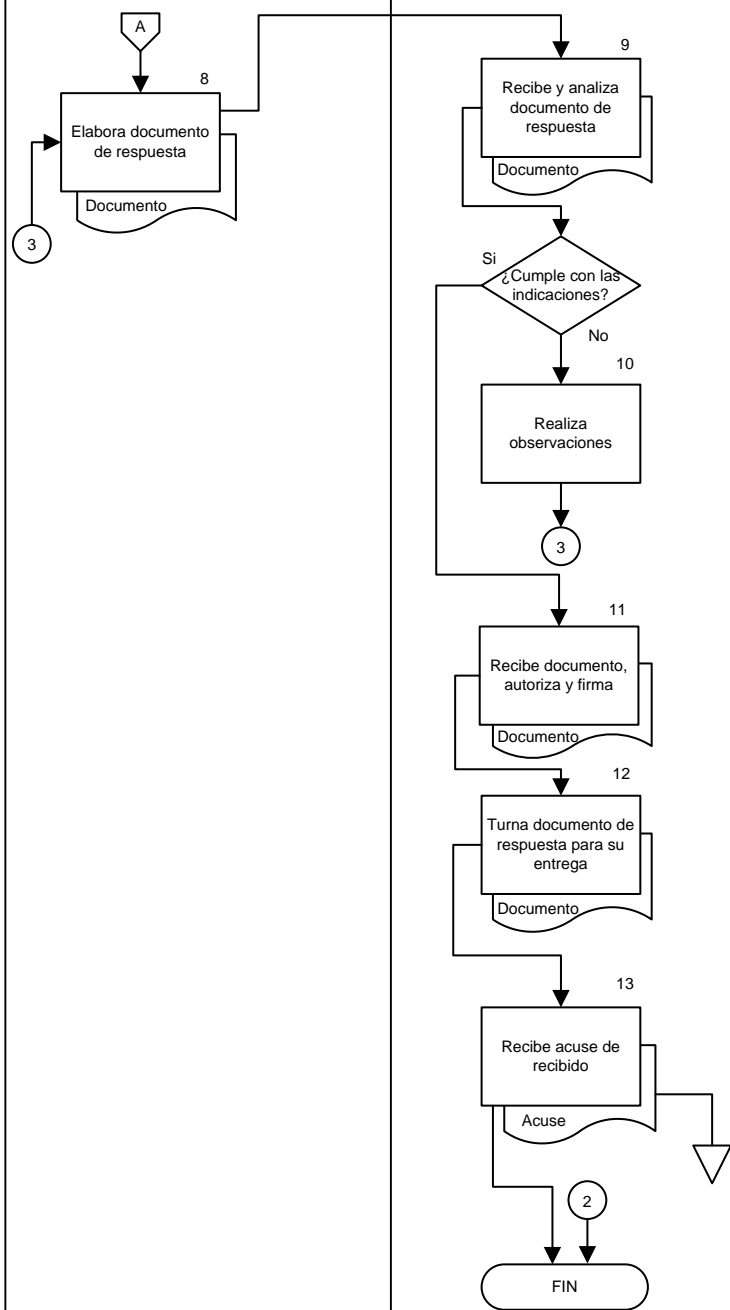 A
8
Elabora documento
de respuesta
Documento
3
9
Recibe y analiza
documento de
respuesta
Documento
Si
¿Cumple con las
indicaciones?
No
10
Realiza
observaciones
3
11
Recibe documento,
autoriza y firma
Documento
12
Turna documento de
respuesta para su
entrega
Documento
13
Recibe acuse de
recibido
Acuse
2
FIN